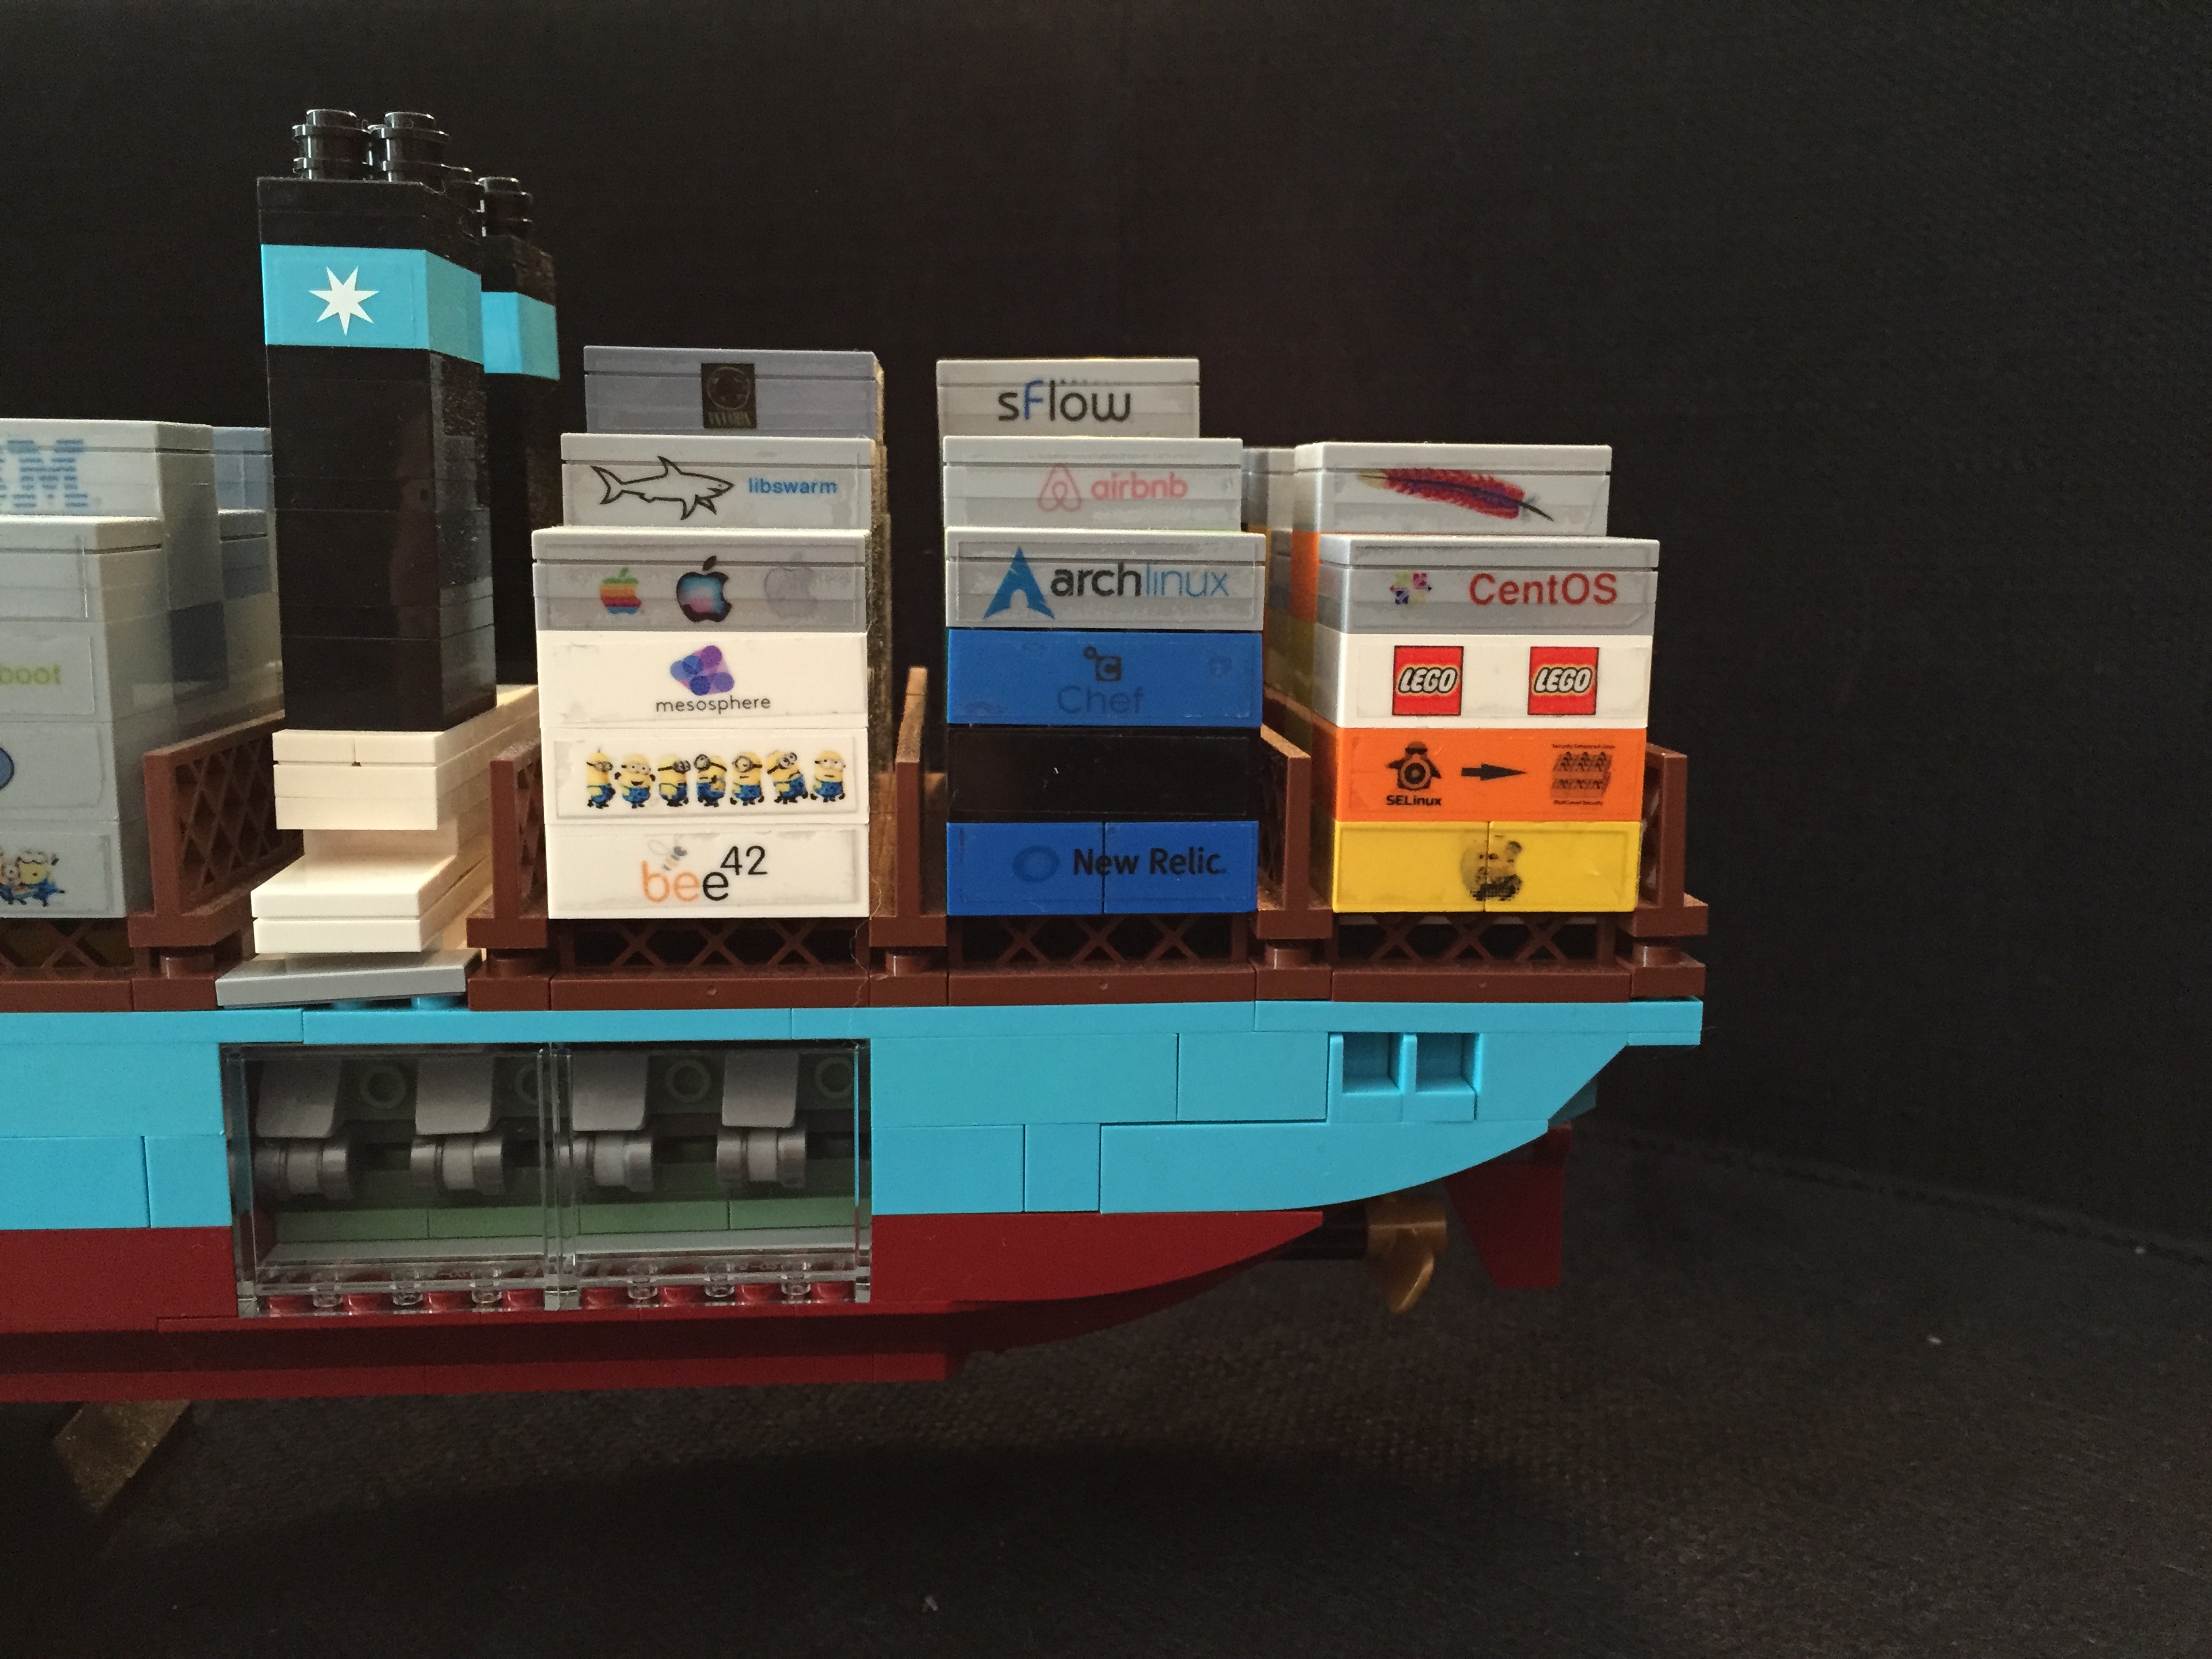 sFlow
libswarm
airbnb
archlinux
CentOS
mesosphere
Chef
LEGO LEGO
SELinux
bee42
New Relic.
boot